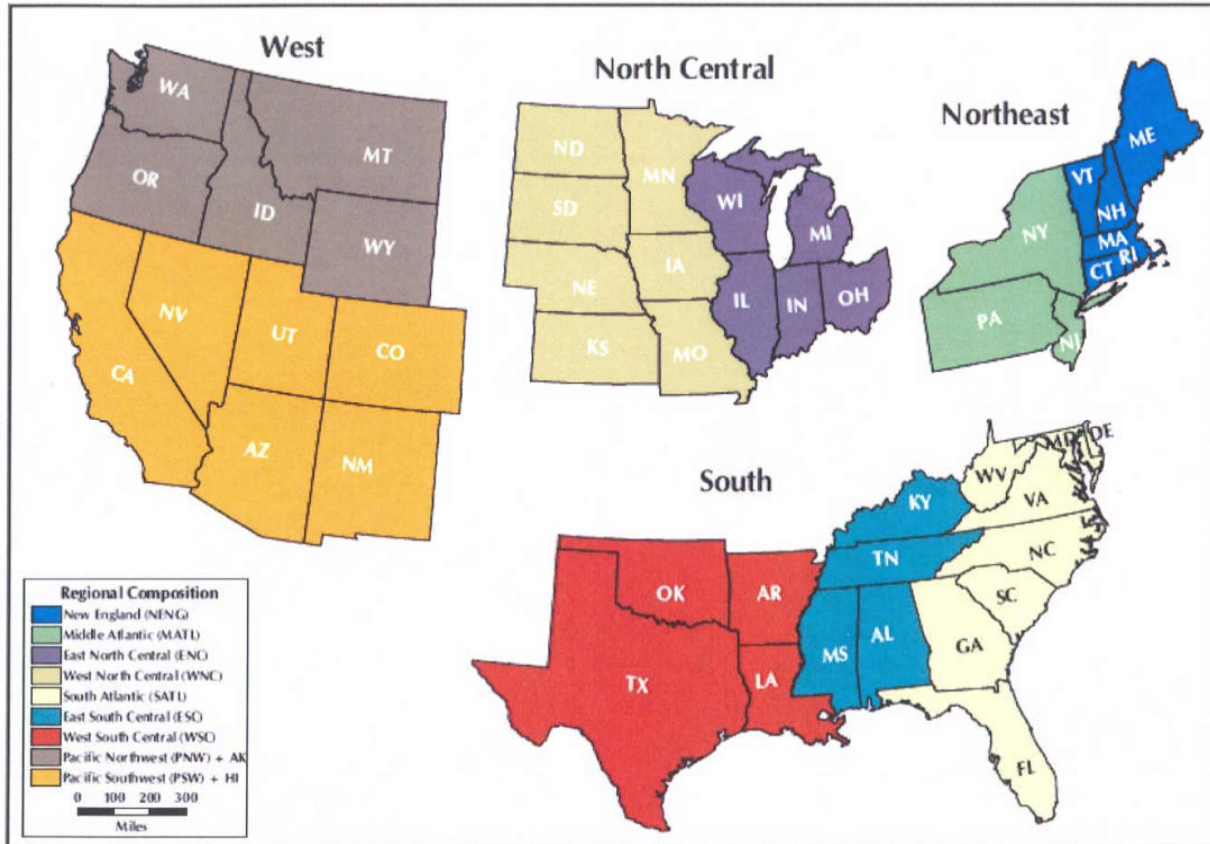 West
North Central
Northeast
WA
MT
OR
ID
WY
NV
UT
CO
CA
AZ
NM
ND
MN
SD
WI
MI
IA
NE
IL
IN
OH
KS
MO
ME
VT
NH
NY
MA
RI
CT
PA
NJ
South
MD
DE
WV
KY
VA
TN
NC
OK
AR
SC
MS
AL
GA
TX
LA
FL
Regional Composition
New England (NENG)
Middle Atlantic (MATL)
East North Central (ENC)
West North Central (WNC)
South Atlantic (SATL)
East South Central (ESC)
West South Central (WSC)
Pacific Northwest (PNW) + AK
Pacific Southwest (PSW) + HI
0 100 200 300
Miles